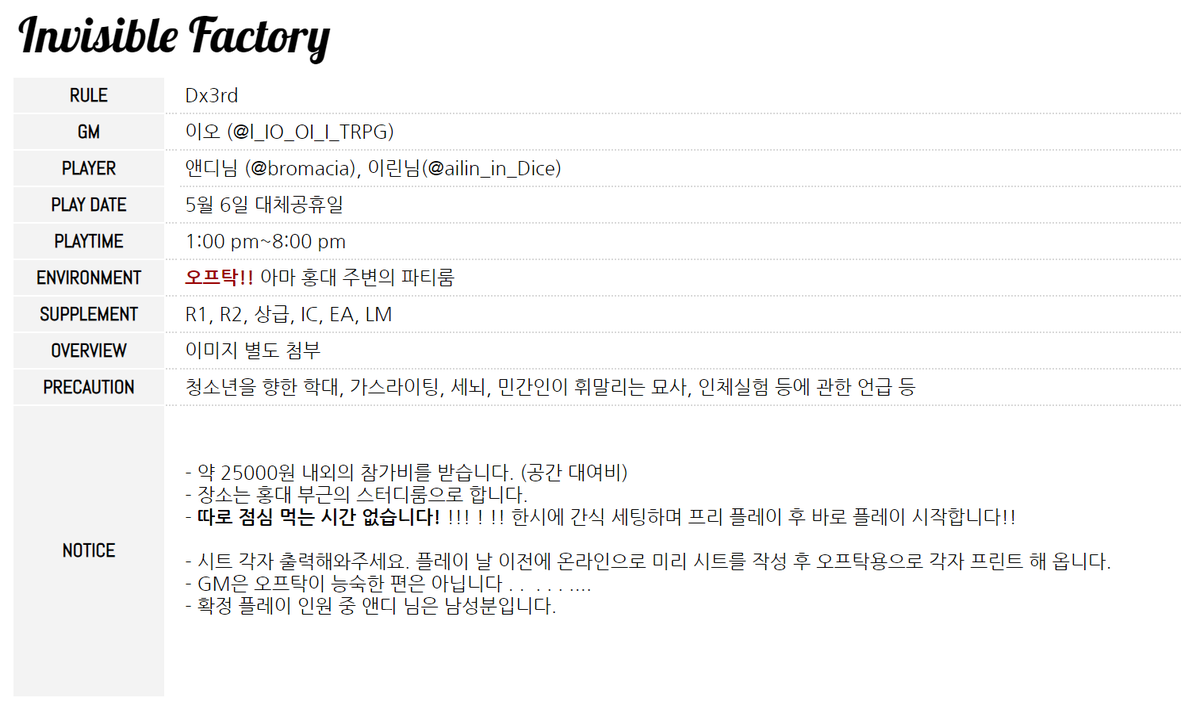 Invisible Factory
RULE Dx3rd
GM 이오 (@I_IO_OI_I_TRPG)
PLAYER 앤디님 (@bromacia), 이린님(@ailin_in_Dice)
PLAY DATE 5월 6일 대체공휴일
PLAYTIME 1:00 pm~8:00 pm
ENVIRONMENT 오프탁!! 아마 홍대 주변의 파티룸
SUPPLEMENT R1, R2, 상급, IC, EA, LM
OVERVIEW 이미지 별도 첨부
PRECAUTION 청소년을 향한 학대, 가스라이팅, 세뇌, 민간인이 휘말리는 묘사, 인체실험 등에 관한 언급 등
NOTICE
- 약 25000원 내외의 참가비를 받습니다. (공간 대여비)
- 장소는 홍대 부근의 스터디룸으로 합니다.
- 따로 점심 먹는 시간 없습니다! !!! ! !! 한시에 간식 세팅하며 프리 플레이 후 바로 플레이 시작합니다!!
- 시트 각자 출력해와주세요. 플레이 날 이전에 온라인으로 미리 시트를 작성 후 오프탁용으로 각자 프린트 해 옵니다.
- GM은 오프탁이 능숙한 편은 아닙니다 . .  . . . ....
- 확정 플레이 인원 중 앤디 님은 남성분입니다.